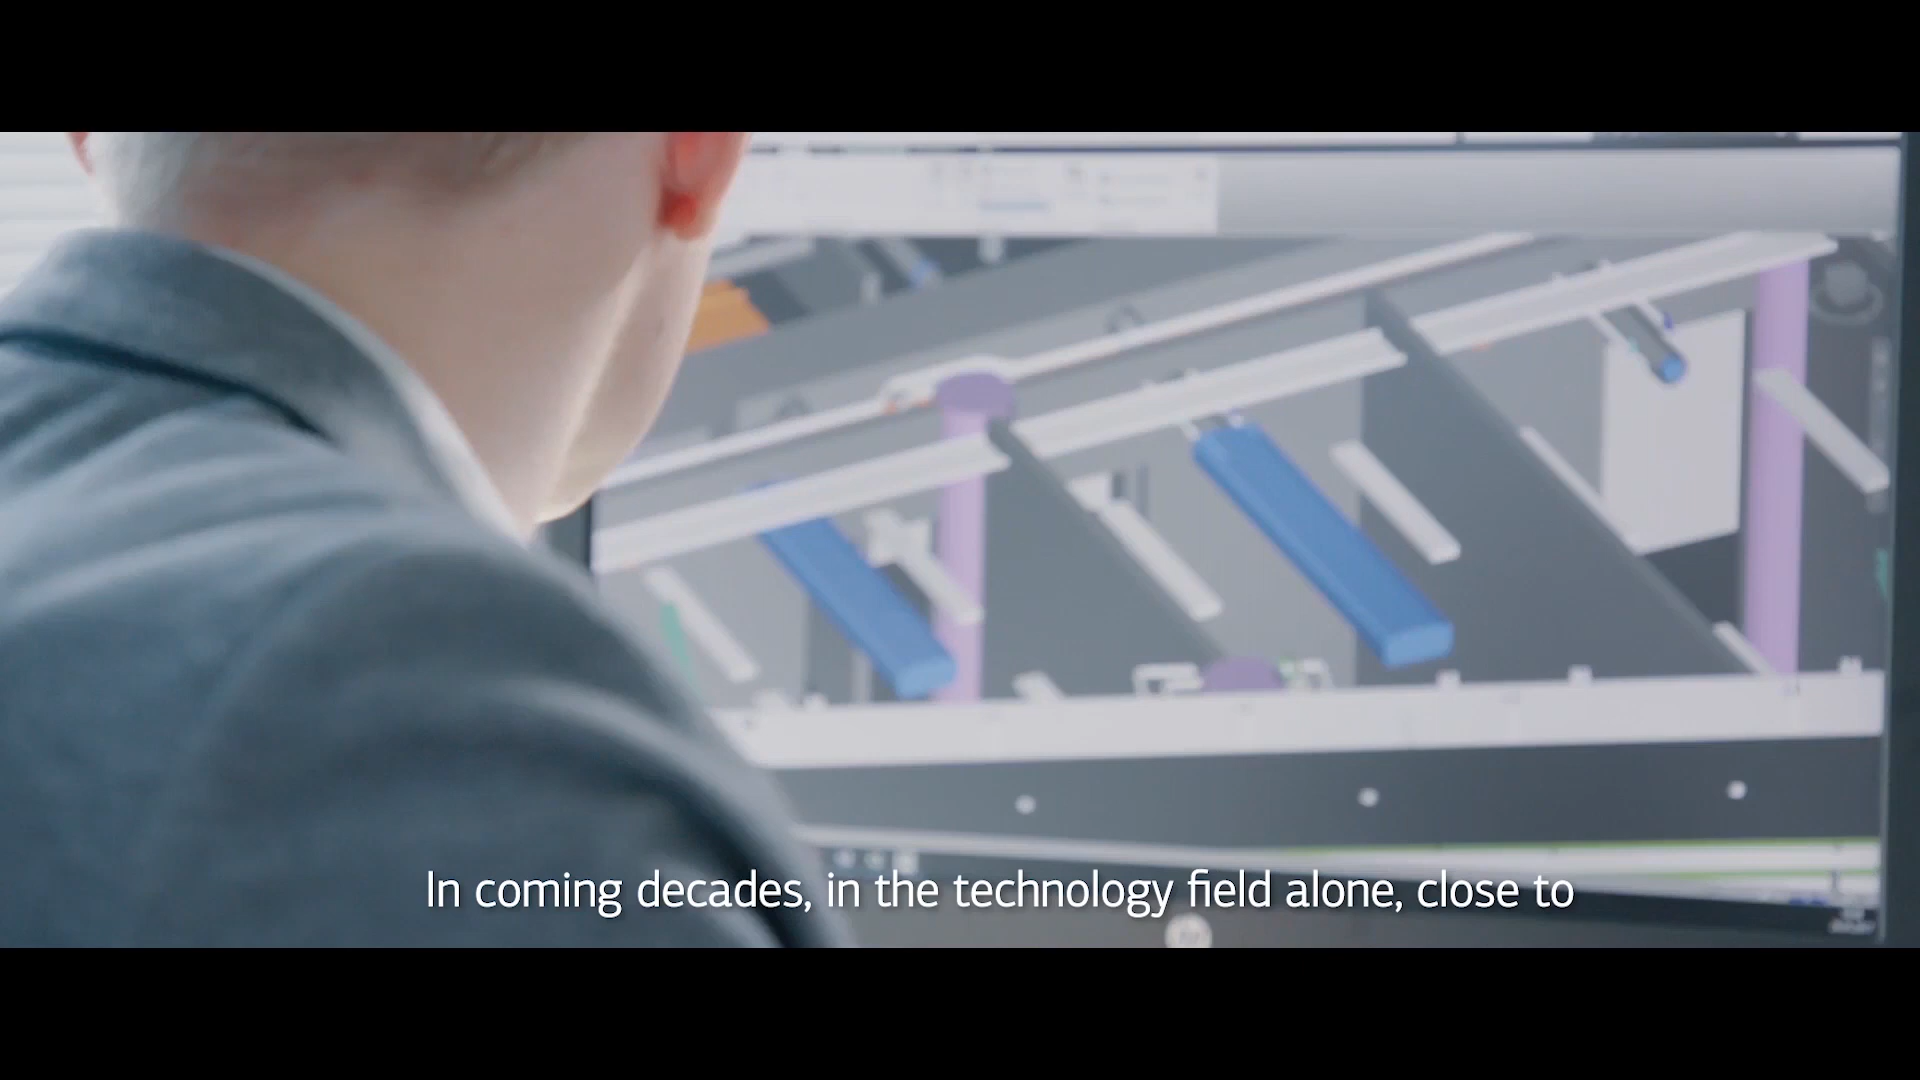 In coming decades, in the technology field alone, close to